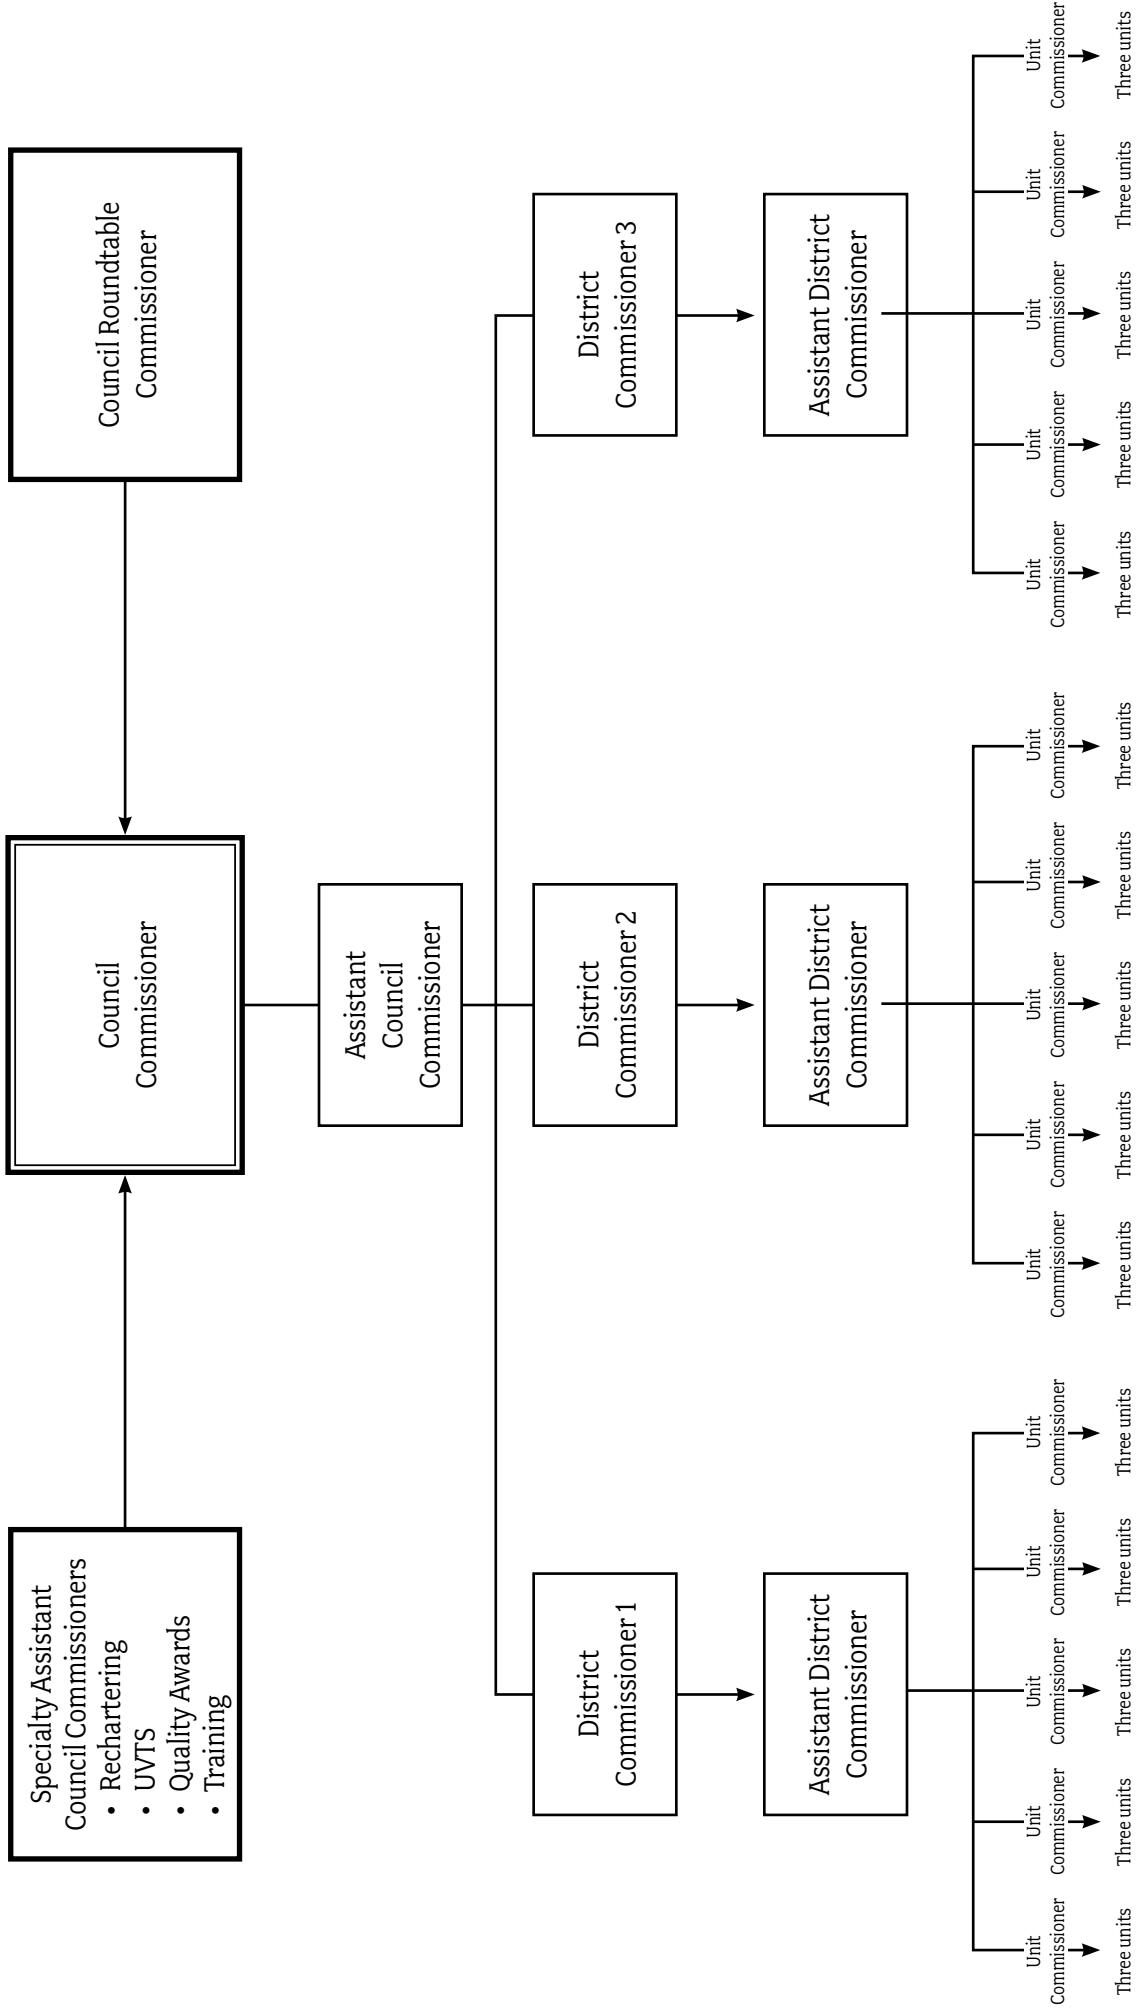 Specialty Assistant
Council Commissioners
• Rechartering
• UVTS
• Quality Awards
• Training
Council
Commissioner
Council Roundtable
Commissioner
Assistant
Council
Commissioner
District
Commissioner 1
District
Commissioner 2
District
Commissioner 3
Assistant District
Commissioner
Assistant District
Commissioner
Assistant District
Commissioner
Unit
Commissioner
Three units
Unit
Commissioner
Three units
Unit
Commissioner
Three units
Unit
Commissioner
Three units
Unit
Commissioner
Three units
Unit
Commissioner
Three units
Unit
Commissioner
Three units
Unit
Commissioner
Three units
Unit
Commissioner
Three units
Unit
Commissioner
Three units
Unit
Commissioner
Three units
Unit
Commissioner
Three units
Unit
Commissioner
Three units
Unit
Commissioner
Three units
Unit
Commissioner
Three units